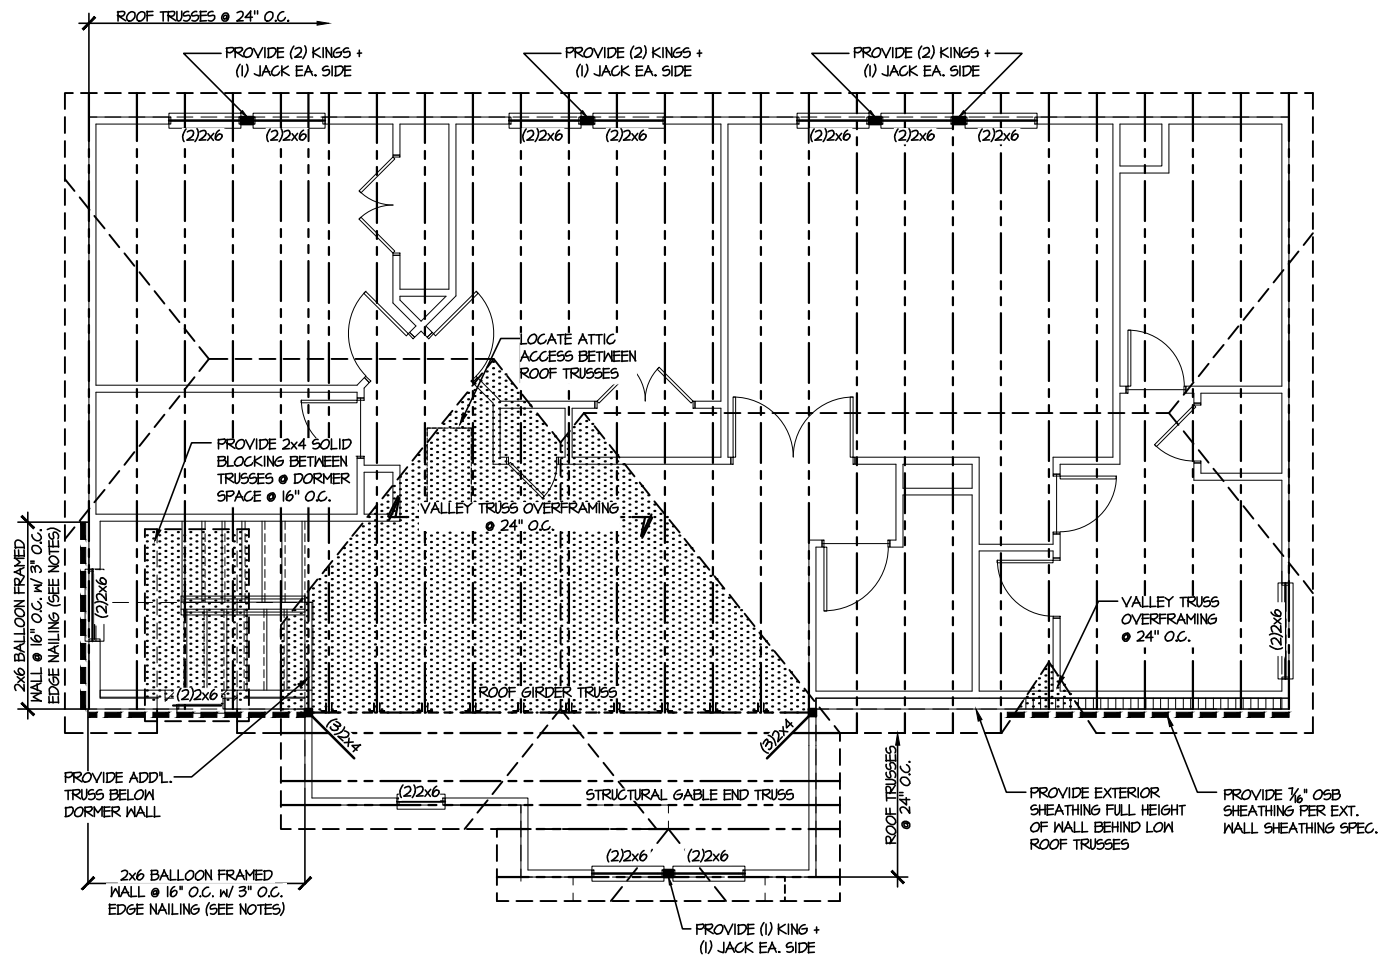 ROOF TRUSSES @ 24" O.C.
PROVIDE (2) KINGS +
(1) JACK EA. SIDE
PROVIDE (2) KINGS +
(1) JACK EA. SIDE
PROVIDE (2) KINGS +
(1) JACK EA. SIDE
(2)2x6
(2)2x6
(2)2x6
(2)2x6
(2)2x6
(2)2x6
(2)2x6
LOCATE ATTIC
ACCESS BETWEEN
ROOF TRUSSES
PROVIDE 2x4 SOLID
BLOCKING BETWEEN
TRUSSES @ DORMER
SPACE @ 16" O.C.
VALLEY TRUSS OVERFRAMING
@ 24" O.C.
2x6 BALLOON FRAMED
WALL @ 16" O.C. W/ 3" O.C.
EDGE NAILING (SEE NOTES)
(2)2x6
(2)2x6
VALLEY TRUSS
OVERFRAMING
@ 24" O.C.
(2)2x6
ROOF GIRDER TRUSS
(3)2x4
(3)2x4
PROVIDE ADD'L.
TRUSS BELOW
DORMER WALL
(2)2x6
STRUCTURAL GABLE END TRUSS
ROOF TRUSSES
@ 24" O.C.
PROVIDE EXTERIOR
SHEATHING FULL HEIGHT
OF WALL BEHIND LOW
ROOF TRUSSES
PROVIDE 7/16" OSB
SHEATHING PER EXT.
WALL SHEATHING SPEC.
(2)2x6
(2)2x6
2x6 BALLOON FRAMED
WALL @ 16" O.C. W/ 3" O.C.
EDGE NAILING (SEE NOTES)
PROVIDE (1) KING +
(1) JACK EA. SIDE